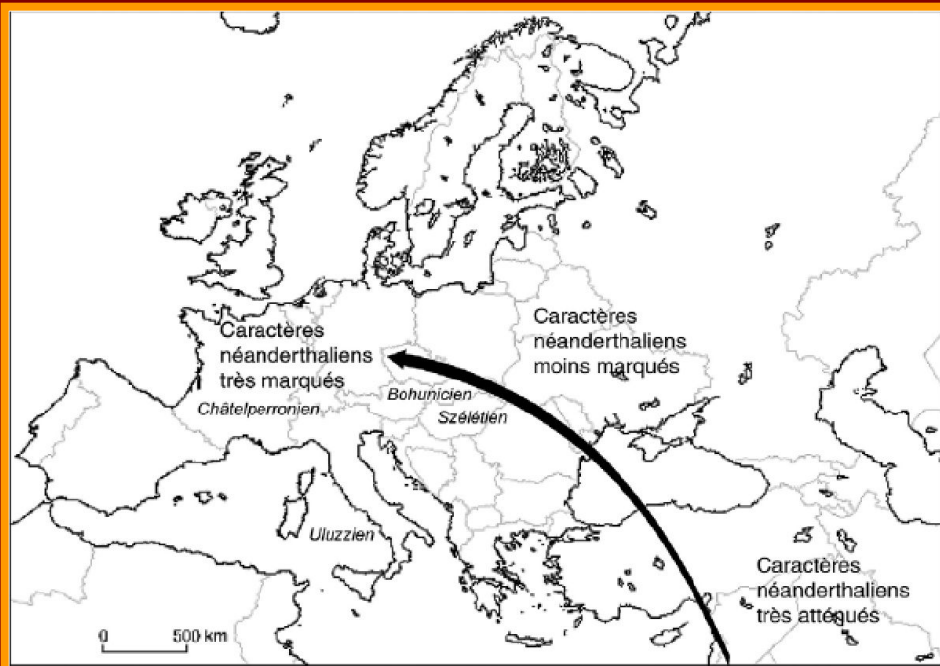 Caractères
néanderthaliens
très marqués
Châtelperronien
Caractères
néanderthaliens
moins marqués
Bohunicien
Szélétien
Uluzzien
Caractères
néanderthaliens
très atténués
0 500 km